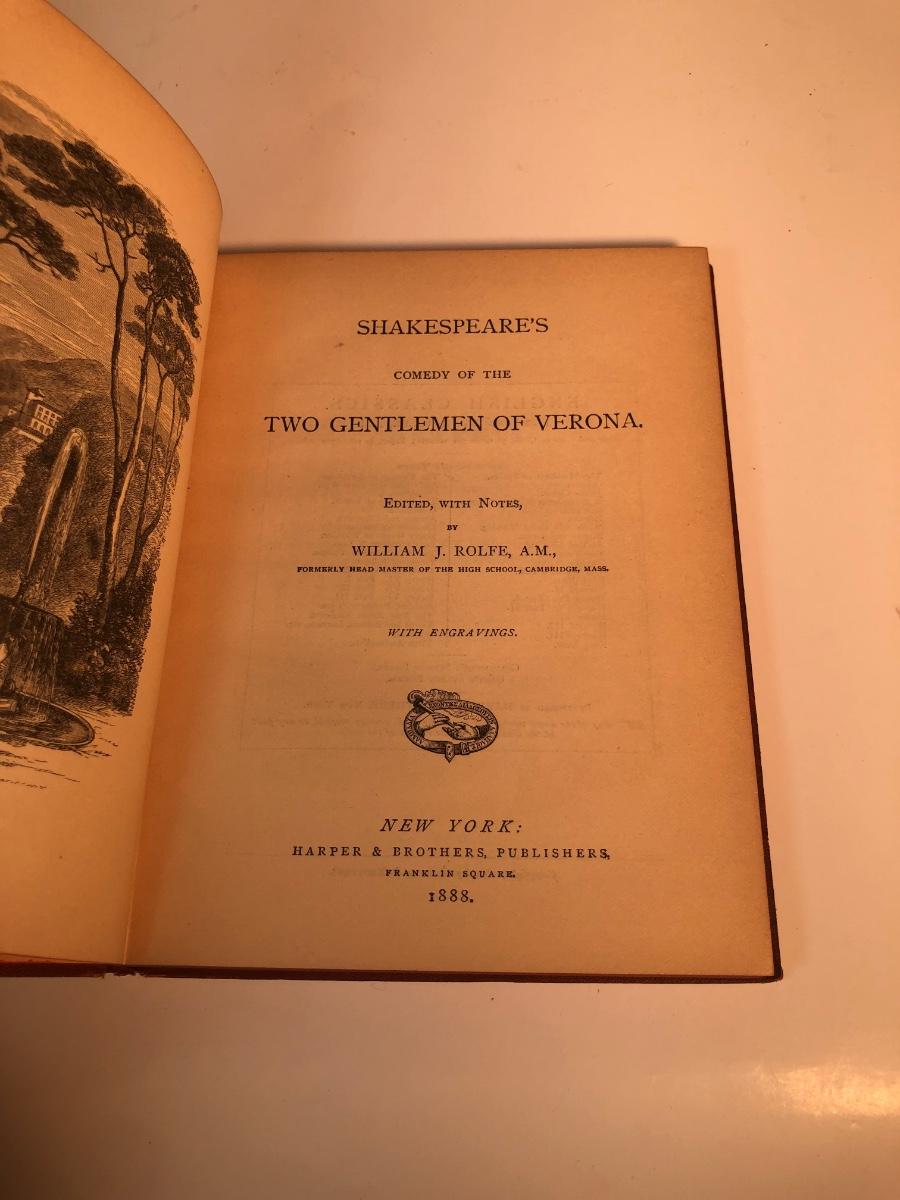 SHAKESPEARE'S
COMEDY OF THE
TWO GENTLEMEN OF VERONA.
EDITED, WITH NOTES,
BY
WILLIAM J. ROLFE, A.M.,
FORMERLY HEAD MASTER OF THE HIGH SCHOOL, CAMBRIDGE, MASS.
WITH ENGRAVINGS.
NEW YORK:
HARPER & BROTHERS, PUBLISHERS,
FRANKLIN SQUARE.
1888.